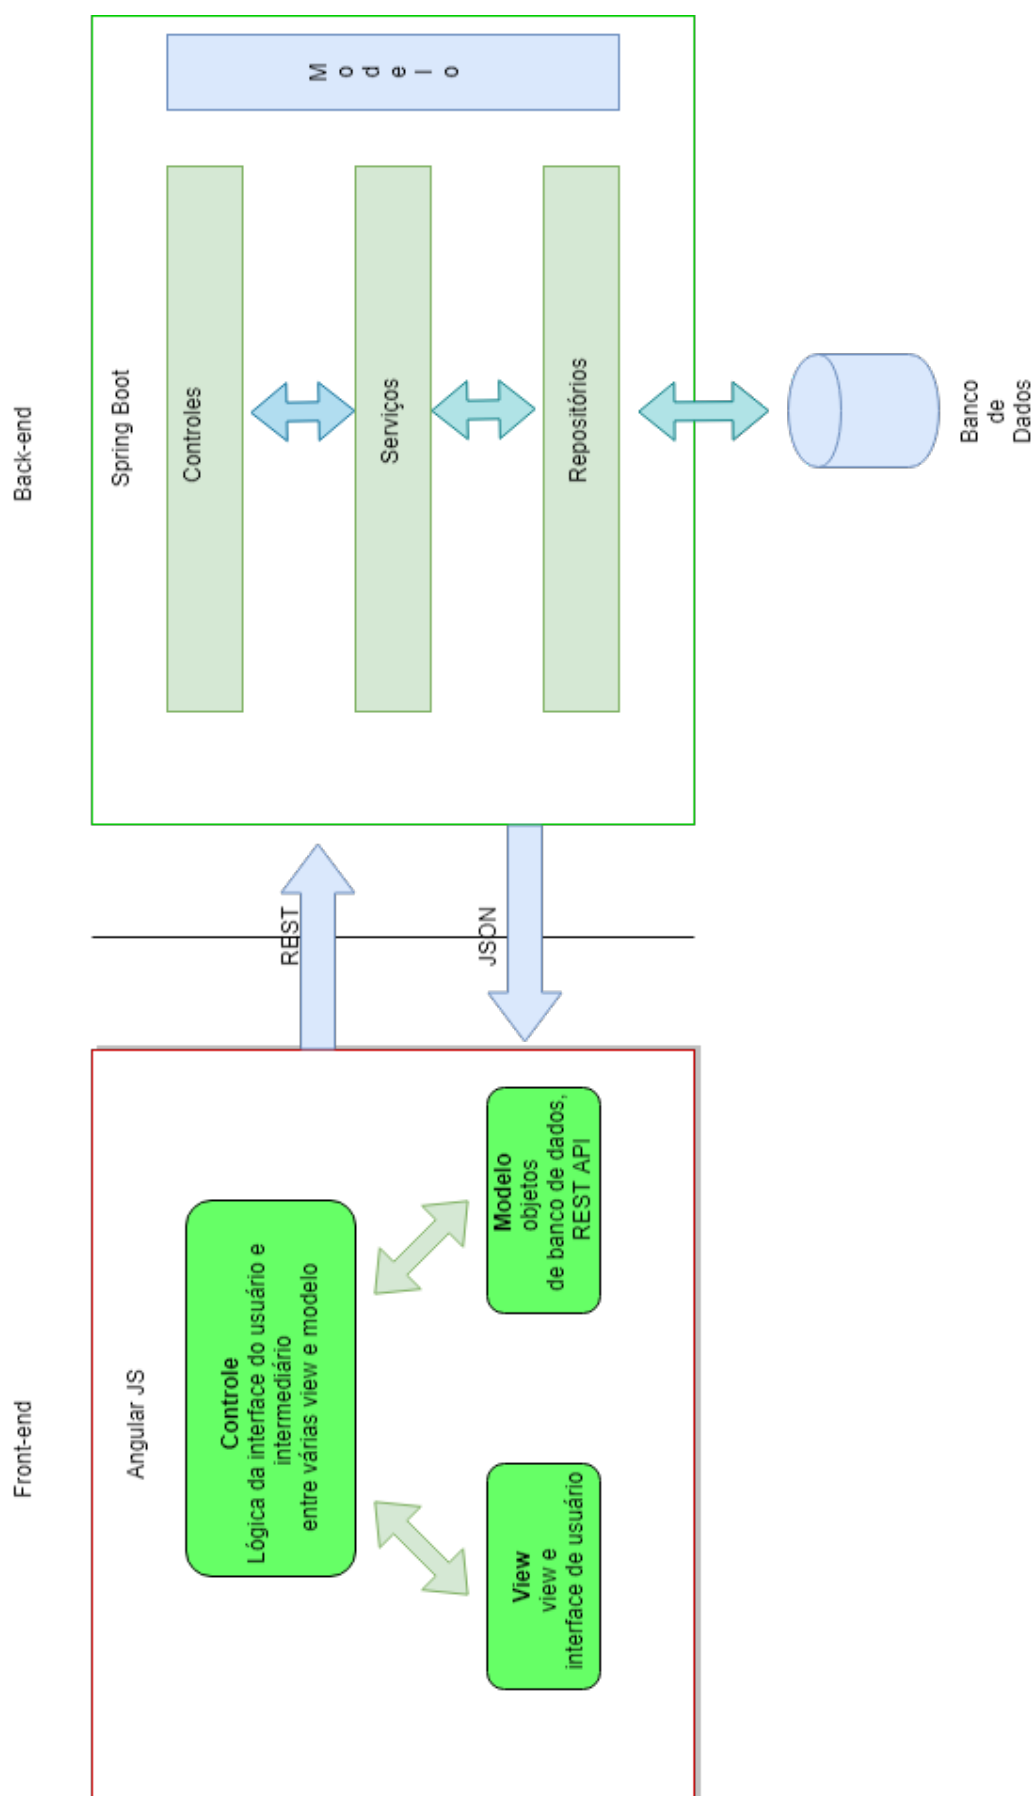 Front-end
Back-end
Angular JS
Controle
Lógica da interface do usuário e
intermediário
entre várias view e modelo
View
view e
interface de usuário
Modelo
objetos
de banco de dados,
REST API
REST
JSON
Spring Boot
Controles
Serviços
Repositórios
M
o
d
e
l
o
Banco
de
Dados